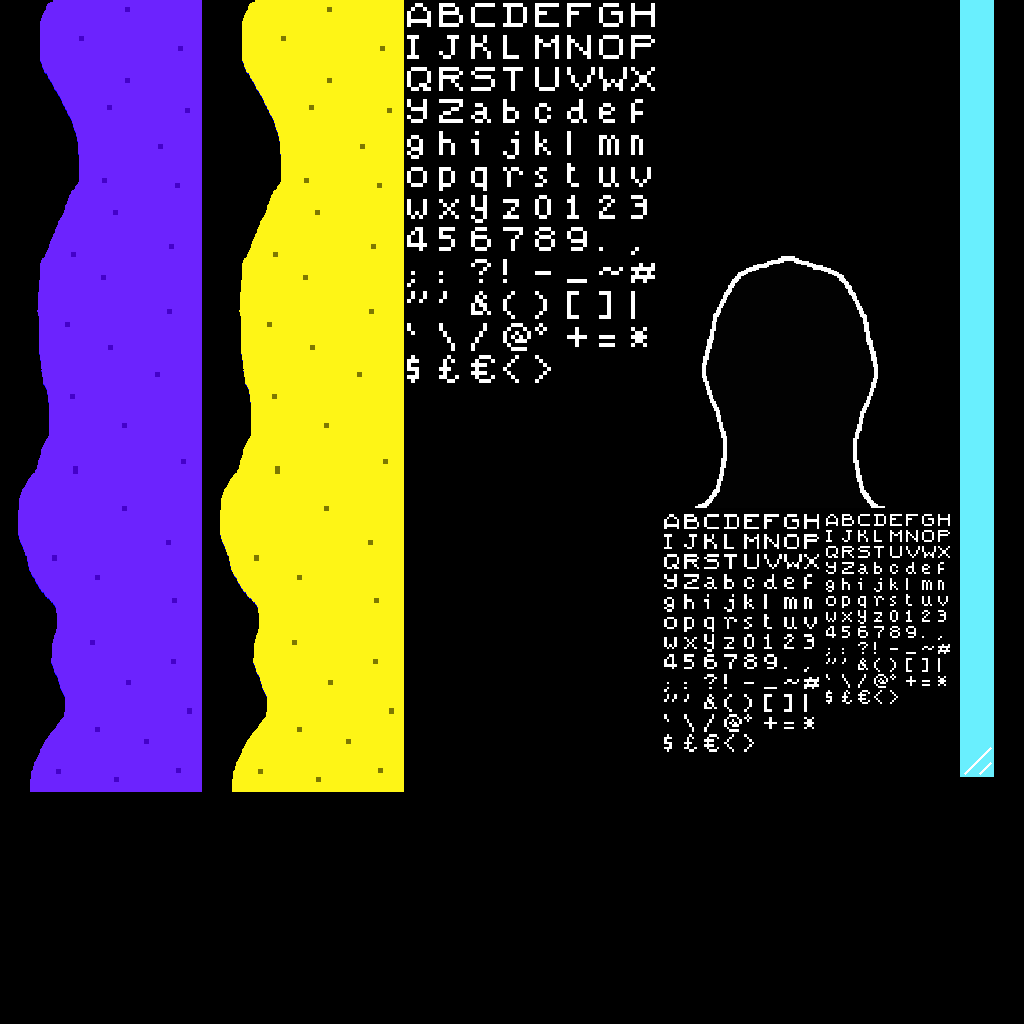 ABCDEFGH
IJKLMNOP
QRSTUVWX
YZabcdef
ghijklmn
opqrstuv
wxyz0123
456789.,
;:?!-_~#
"'&()[]|
`\/@°+=*
$£€<>
ABCDEFGH
IJKLMNOP
QRSTUVWX
YZabcdef
ghijklmn
opqrstuv
wxyz0123
456789.,
;:?!-_~#
"'&()[]|
`\/@°+=*
$£€<>
ABCDEFGH
IJKLMNOP
QRSTUVWX
YZabcdef
ghijklmn
opqrstuv
wxyz0123
456789.,
;:?!-_~#
"'&()[]|
`\/@°+=*
$£€<>